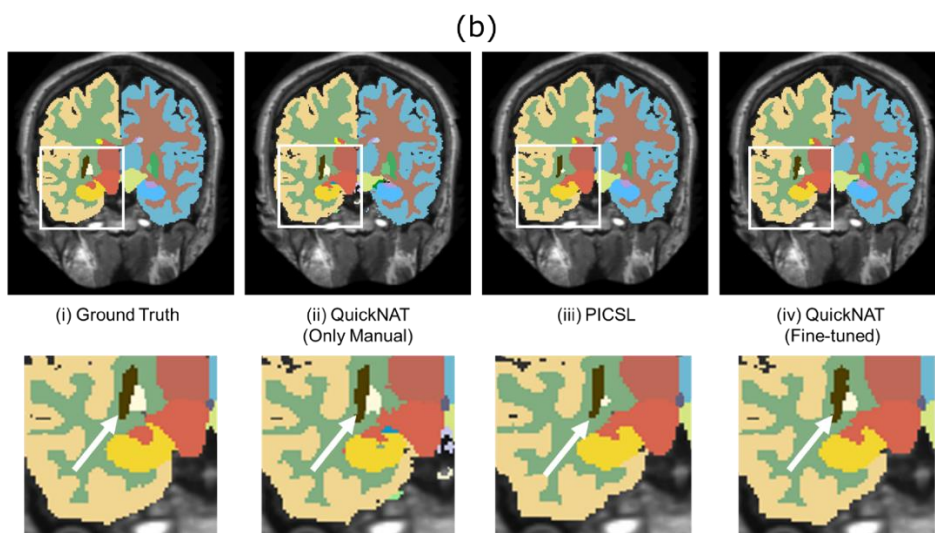 (b)
(i) Ground Truth
(ii) QuickNAT
(Only Manual)
(iii) PICSL
(iv) QuickNAT
(Fine-tuned)